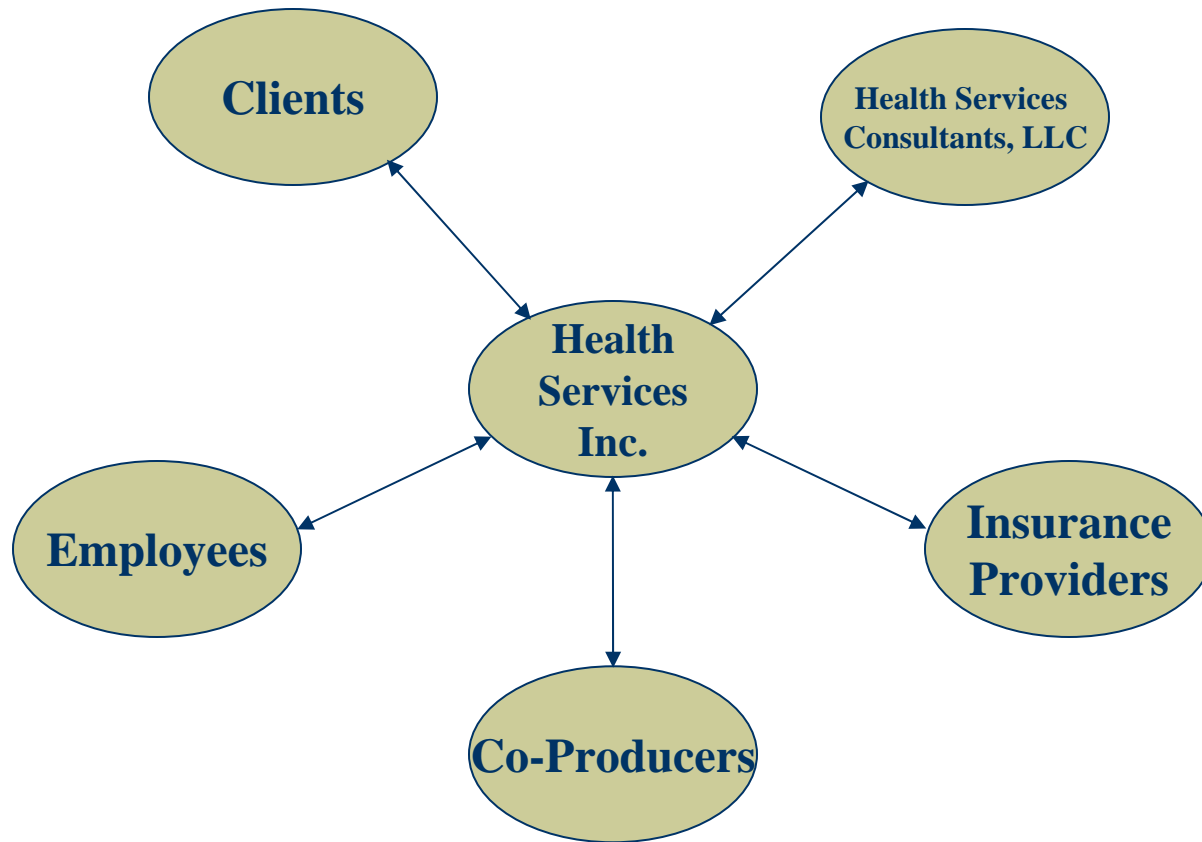 Clients
Health Services
Consultants, LLC
Health
Services
Inc.
Employees
Insurance
Providers
Co-Producers